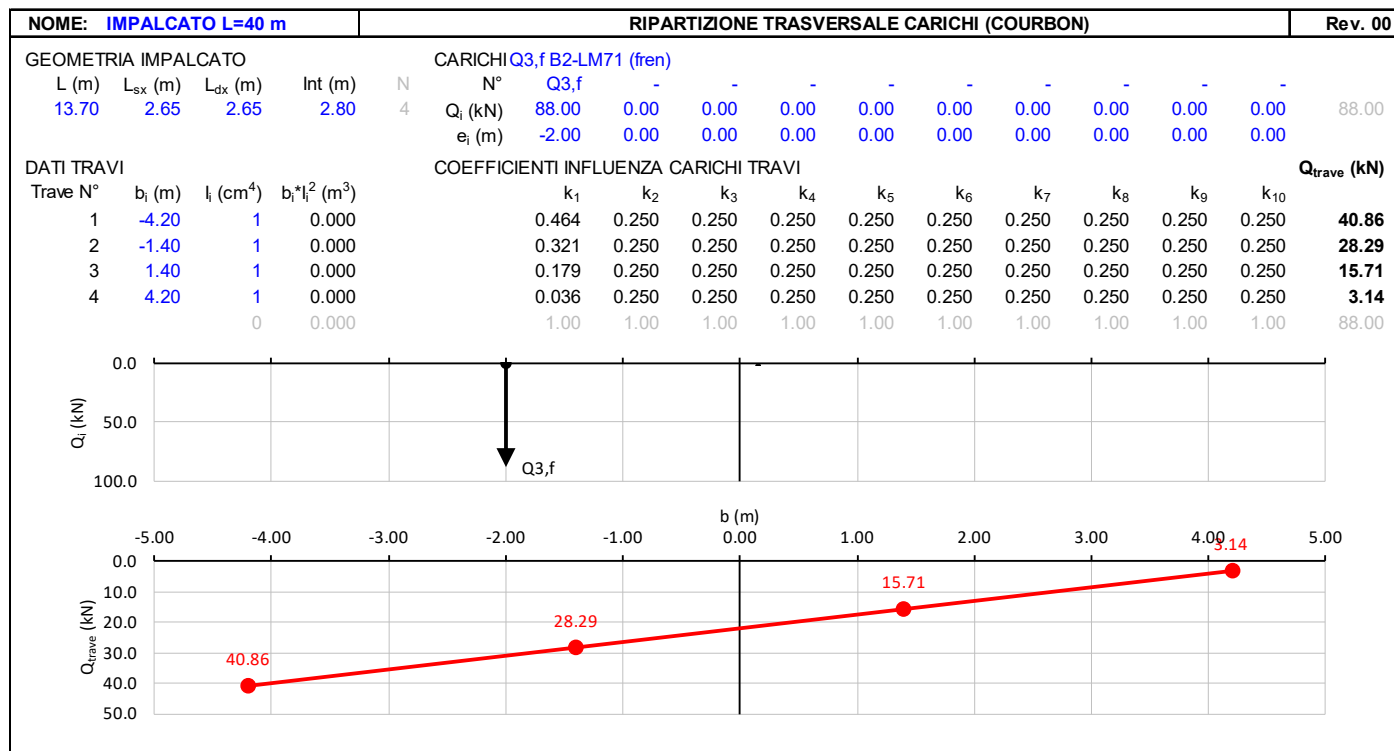 NOME: IMPALCATO L=40 m RIPARTIZIONE TRASVERSALE CARICHI (COURBON) Rev. 00
GEOMETRIA IMPALCATO CARICHI Q3,f B2-LM71 (fren)
L (m) Lsx (m) Ldx (m) Int (m) N N° Q3,f - - - - - - - - -
13.70 2.65 2.65 2.80 4 Qi (kN) 88.00 0.00 0.00 0.00 0.00 0.00 0.00 0.00 0.00 0.00 88.00
ei (m) -2.00 0.00 0.00 0.00 0.00 0.00 0.00 0.00 0.00 0.00
DATI TRAVI COEFFICIENTI INFLUENZA CARICHI TRAVI Qtrave (kN)
Trave N° bi (m) Ii (cm4) bi*Ii2 (m3) k1 k2 k3 k4 k5 k6 k7 k8 k9 k10
1 -4.20 1 0.000 0.464 0.250 0.250 0.250 0.250 0.250 0.250 0.250 0.250 0.250 40.86
2 -1.40 1 0.000 0.321 0.250 0.250 0.250 0.250 0.250 0.250 0.250 0.250 0.250 28.29
3 1.40 1 0.000 0.179 0.250 0.250 0.250 0.250 0.250 0.250 0.250 0.250 0.250 15.71
4 4.20 1 0.000 0.036 0.250 0.250 0.250 0.250 0.250 0.250 0.250 0.250 0.250 3.14
0 0.000 1.00 1.00 1.00 1.00 1.00 1.00 1.00 1.00 1.00 1.00 88.00
0.0
-
50.0
100.0
Qi (kN)
Q3,f
b (m)
-5.00 -4.00 -3.00 -2.00 -1.00 0.00 1.00 2.00 3.00 4.00 5.00
0.0
10.0
20.0
30.0
40.0
50.0
Qtrave (kN)
40.86
28.29
15.71
3.14